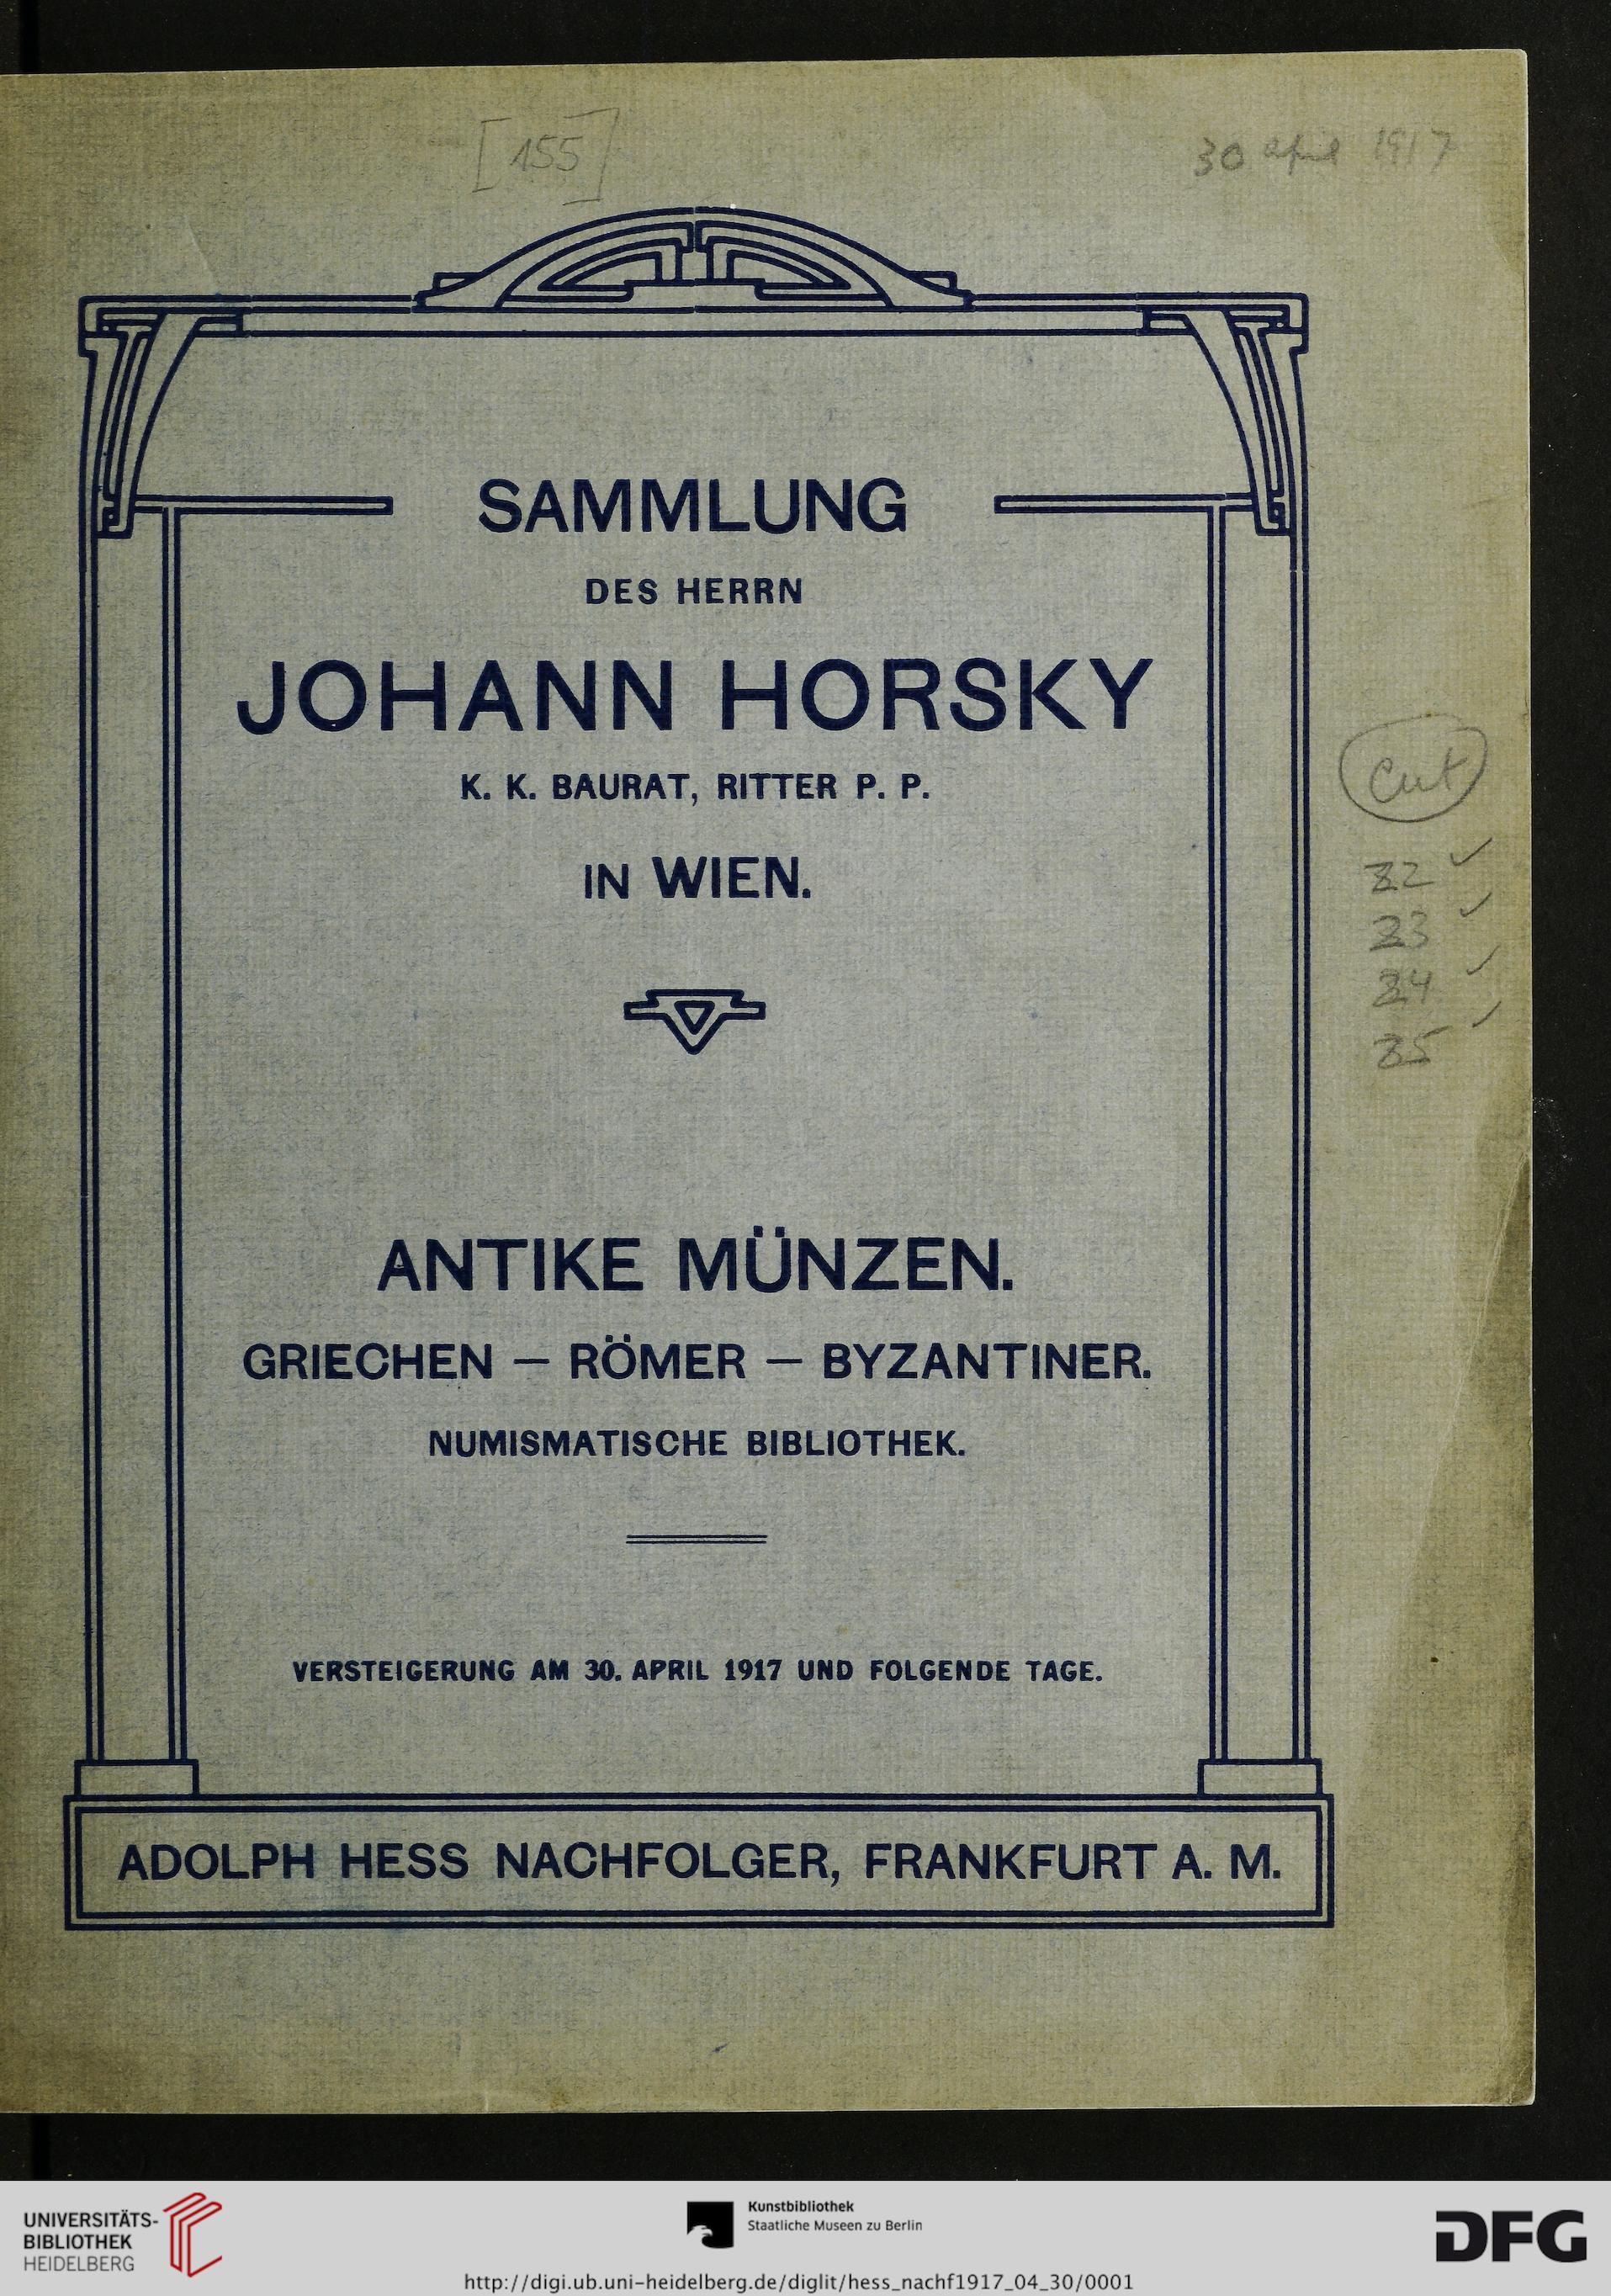 [155]
30 april 1917
SAMMLUNG
DES HERRN
JOHANN HORSKY
K. K. BAURAT, RITTER P. P.
IN WIEN.
cut
22 ✓
23 ✓
24 ✓
25 ✓
ANTIKE MÜNZEN.
GRIECHEN — RÖMER — BYZANTINER.
NUMISMATISCHE BIBLIOTHEK.
VERSTEIGERUNG AM 30. APRIL 1917 UND FOLGENDE TAGE.
ADOLPH HESS NACHFOLGER, FRANKFURT A. M.
UNIVERSITÄTS-
BIBLIOTHEK
HEIDELBERG
Kunstbibliothek
Staatliche Museen zu Berlin
DFG
http://digi.ub.uni-heidelberg.de/diglit/hess_nachf1917_04_30/0001